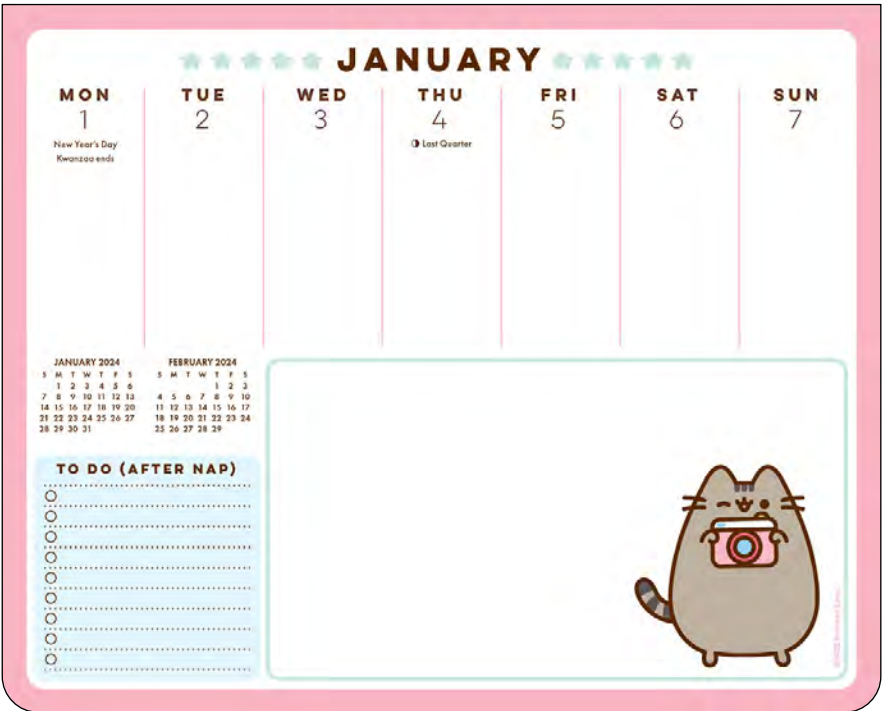 JANUARY
MON TUE WED THU FRI SAT SUN
1 2 3 4 5 6 7
New Year's Day
Kwanzaa ends
Last Quarter
JANUARY 2024
S M T W T F S
1 2 3 4 5 6
7 8 9 10 11 12 13
14 15 16 17 18 19 20
21 22 23 24 25 26 27
28 29 30 31
FEBRUARY 2024
S M T W T F S
1 2 3
4 5 6 7 8 9 10
11 12 13 14 15 16 17
18 19 20 21 22 23 24
25 26 27 28 29
TO DO (AFTER NAP)